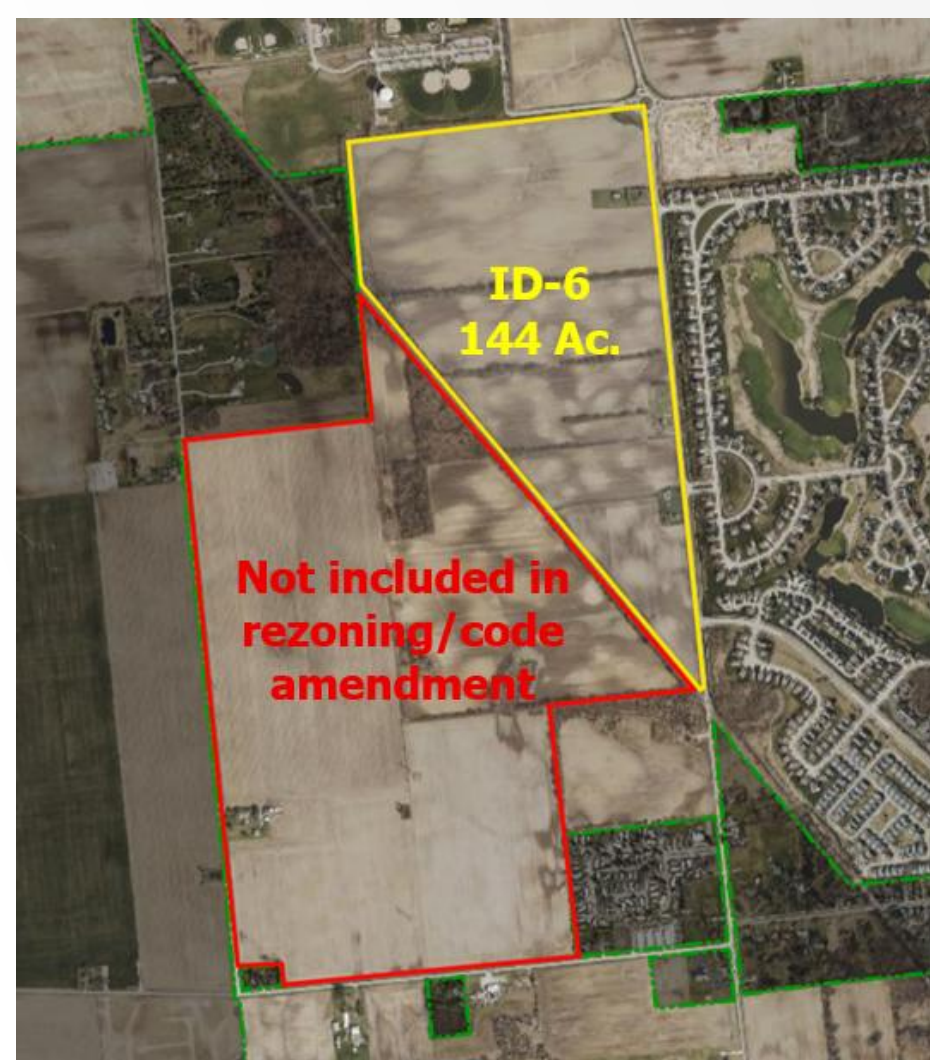 ID-6
144 Ac.
Not included in
rezoning/code
amendment